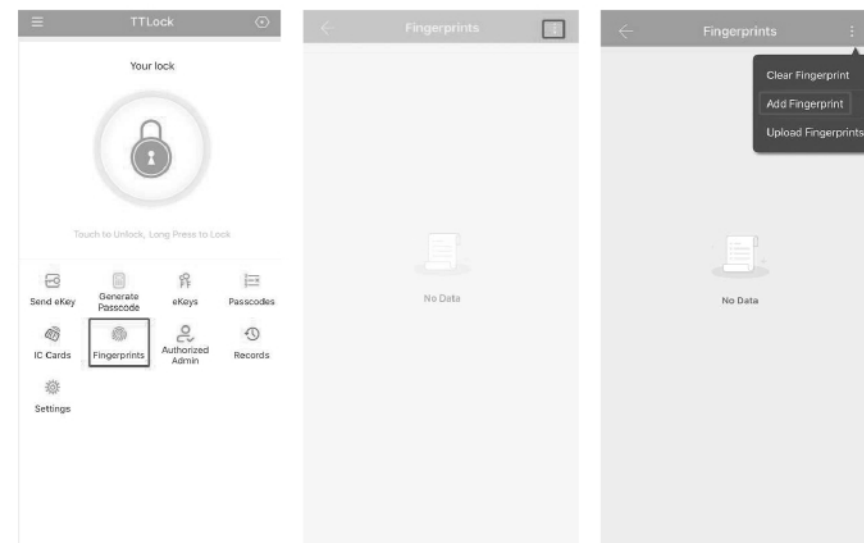 TTLock
Your lock
Touch to Unlock, Long Press to Lock
Send eKey
Generate
Passcode
eKeys
Passcodes
IC Cards
Fingerprints
Authorized
Admin
Records
Settings
Fingerprints
No Data
Fingerprints
Clear Fingerprint
Add Fingerprint
Upload Fingerprints
No Data